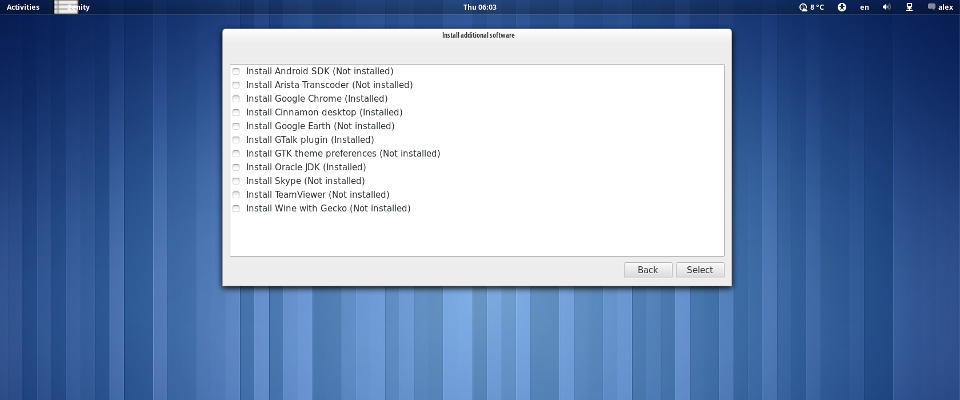 Activities
Thu 06:03
8 °C
en
alex
Install additional software
Install Android SDK (Not installed)
Install Arista Transcoder (Not installed)
Install Google Chrome (Installed)
Install Cinnamon desktop (Installed)
Install Google Earth (Not installed)
Install GTalk plugin (Installed)
Install GTK theme preferences (Not installed)
Install Oracle JDK (Installed)
Install Skype (Not installed)
Install TeamViewer (Not installed)
Install Wine with Gecko (Not installed)
Back
Select